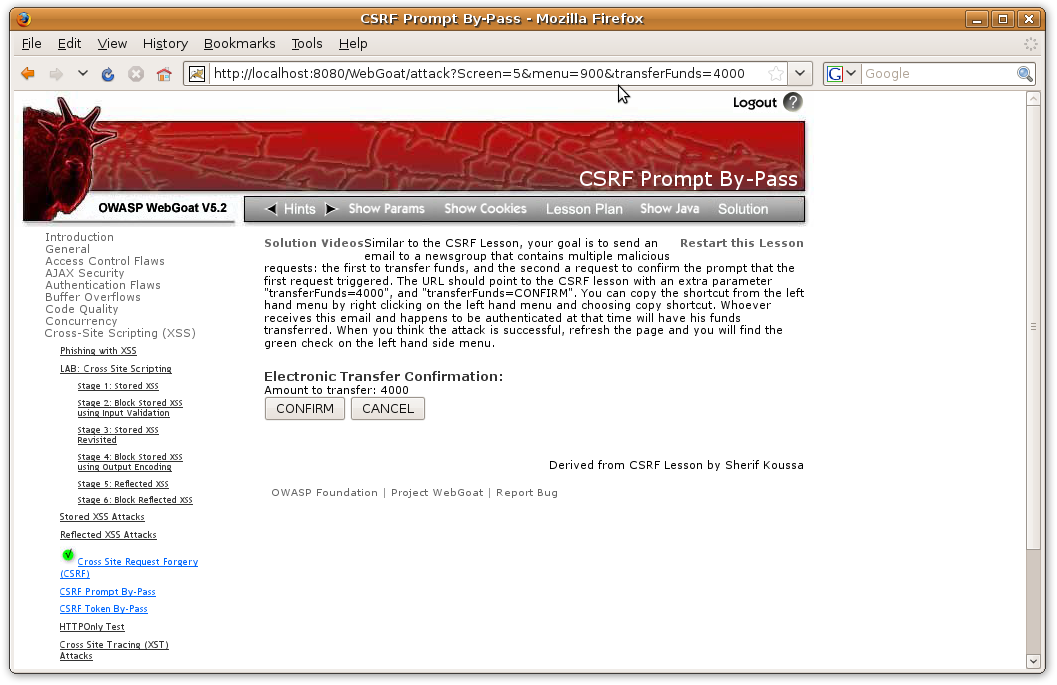 CSRF Prompt By-Pass - Mozilla Firefox
File Edit View History Bookmarks Tools Help
http://localhost:8080/WebGoat/attack?Screen=5&menu=900&transferFunds=4000
G Google
Logout ?
CSRF Prompt By-Pass
OWASP WebGoat V5.2
Hints Show Params Show Cookies Lesson Plan Show Java Solution
Introduction
General
Access Control Flaws
AJAX Security
Authentication Flaws
Buffer Overflows
Code Quality
Concurrency
Cross-Site Scripting (XSS)
Phishing with XSS
LAB: Cross Site Scripting
Stage 1: Stored XSS
Stage 2: Block Stored XSS
using Input Validation
Stage 3: Stored XSS
Revisited
Stage 4: Block Stored XSS
using Output Encoding
Stage 5: Reflected XSS
Stage 6: Block Reflected XSS
Stored XSS Attacks
Reflected XSS Attacks
Cross Site Request Forgery
(CSRF)
CSRF Prompt By-Pass
CSRF Token By-Pass
HTTPOnly Test
Cross Site Tracing (XST)
Attacks
Solution Videos Similar to the CSRF Lesson, your goal is to send an Restart this Lesson
email to a newsgroup that contains multiple malicious
requests: the first to transfer funds, and the second a request to confirm the prompt that the
first request triggered. The URL should point to the CSRF lesson with an extra parameter
"transferFunds=4000", and "transferFunds=CONFIRM". You can copy the shortcut from the left
hand menu by right clicking on the left hand menu and choosing copy shortcut. Whoever
receives this email and happens to be authenticated at that time will have his funds
transferred. When you think the attack is successful, refresh the page and you will find the
green check on the left hand side menu.
Electronic Transfer Confirmation:
Amount to transfer: 4000
CONFIRM CANCEL
Derived from CSRF Lesson by Sherif Koussa
OWASP Foundation | Project WebGoat | Report Bug